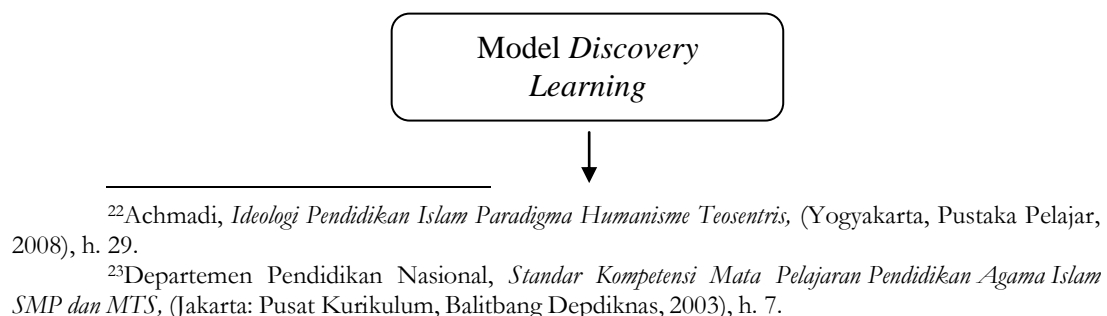 Model Discovery
Learning
²²Achmadi, Ideologi Pendidikan Islam Paradigma Humanisme Teosentris, (Yogyakarta, Pustaka Pelajar,
2008), h. 29.
²³Departemen Pendidikan Nasional, Standar Kompetensi Mata Pelajaran Pendidikan Agama Islam
SMP dan MTS, (Jakarta: Pusat Kurikulum, Balitbang Depdiknas, 2003), h. 7.